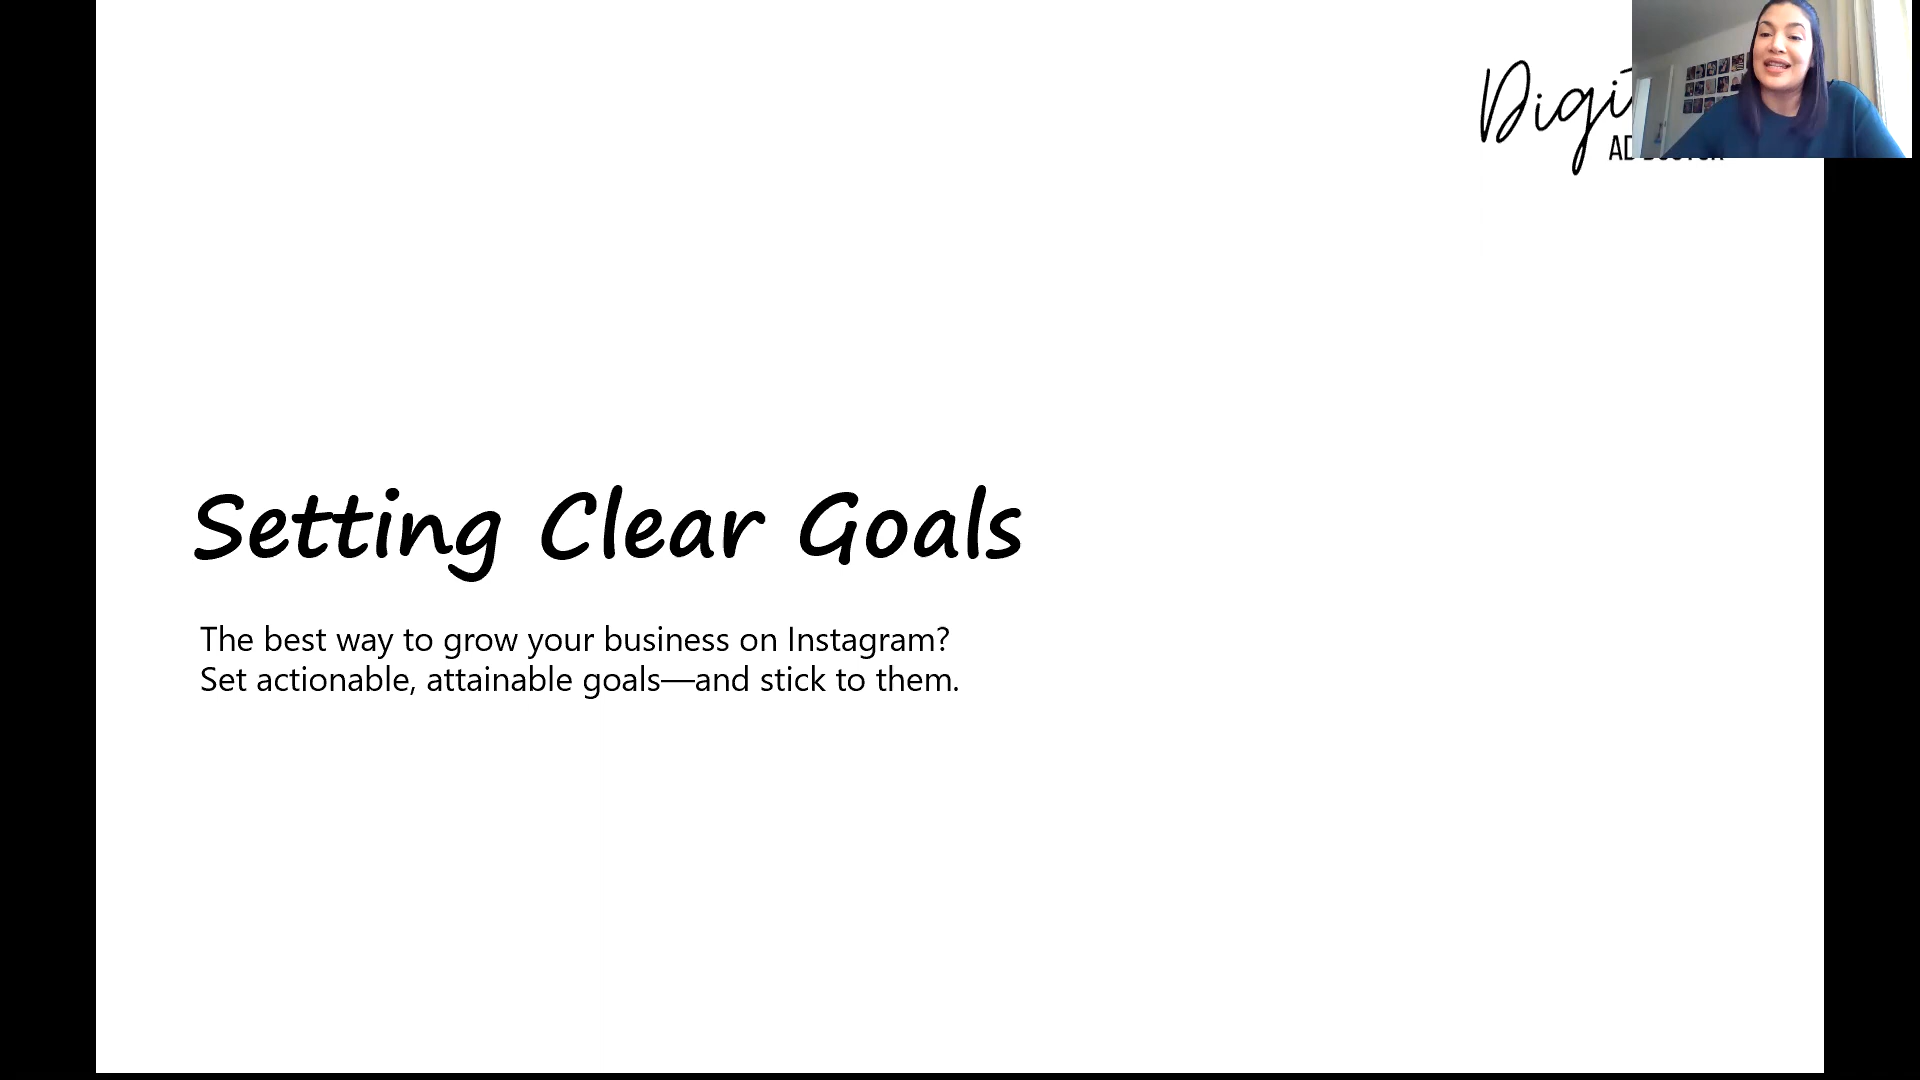 Setting Clear Goals
The best way to grow your business on Instagram?
Set actionable, attainable goals—and stick to them.